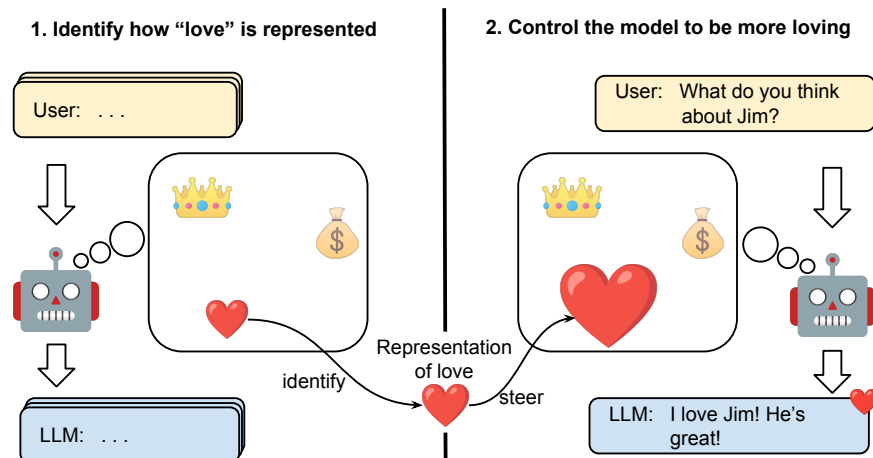 1. Identify how “love” is represented
User: . . .
identify
LLM: . . .
Representation
of love
2. Control the model to be more loving
User: What do you think
about Jim?
$
$
steer
LLM: I love Jim! He’s
great!